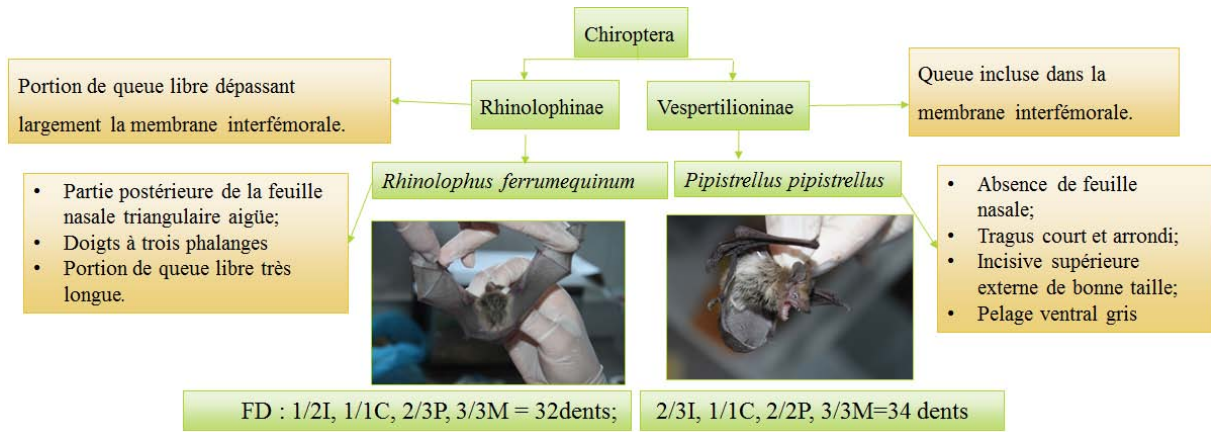 Chiroptera
Portion de queue libre dépassant
largement la membrane interfémorale.
Rhinolophinae
Vespertilioninae
Queue incluse dans la
membrane interfémorale.
Rhinolophus ferrumequinum
Pipistrellus pipistrellus
• Partie postérieure de la feuille
nasale triangulaire aigüe;
• Doigts à trois phalanges
• Portion de queue libre très
longue.
• Absence de feuille
nasale;
• Tragus court et arrondi;
• Incisive supérieure
externe de bonne taille;
• Pelage ventral gris
FD : 1/2I, 1/1C, 2/3P, 3/3M = 32dents;
2/3I, 1/1C, 2/2P, 3/3M=34 dents